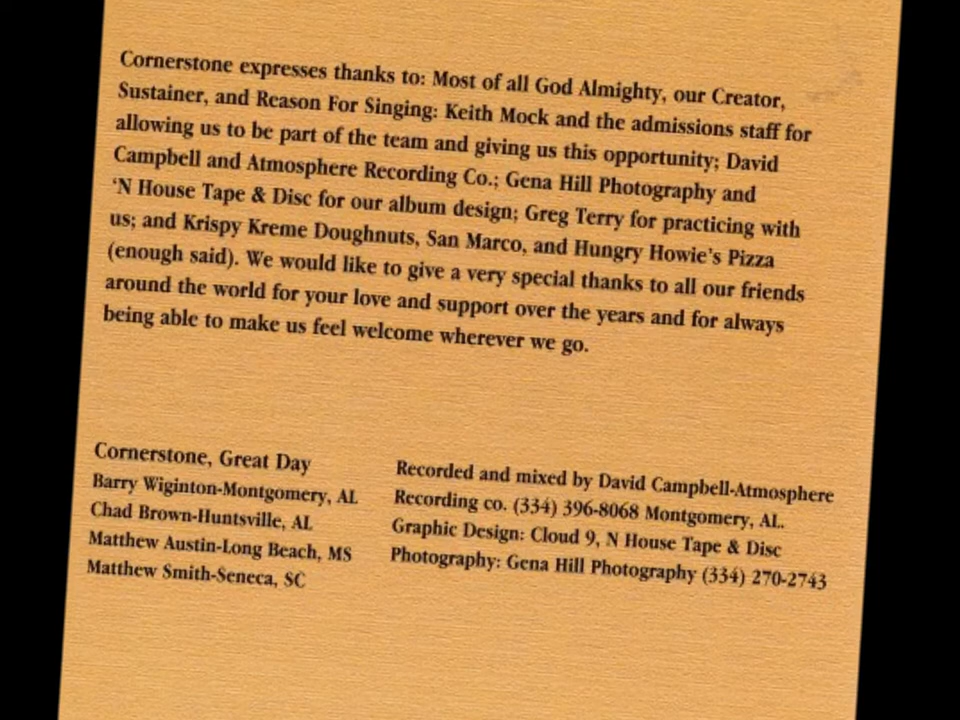 Cornerstone expresses thanks to: Most of all God Almighty, our Creator,
Sustainer, and Reason For Singing: Keith Mock and the admissions staff for
allowing us to be part of the team and giving us this opportunity; David
Campbell and Atmosphere Recording Co.; Gena Hill Photography and
‘N House Tape & Disc for our album design; Greg Terry for practicing with
us; and Krispy Kreme Doughnuts, San Marco, and Hungry Howie's Pizza
(enough said). We would like to give a very special thanks to all our friends
around the world for your love and support over the years and for always
being able to make us feel welcome wherever we go.
Cornerstone, Great Day
Barry Wiginton-Montgomery, AL
Chad Brown-Huntsville, AL
Matthew Austin-Long Beach, MS
Matthew Smith-Seneca, SC
Recorded and mixed by David Campbell-Atmosphere
Recording co. (334) 396-8068 Montgomery, AL.
Graphic Design: Cloud 9, N House Tape & Disc
Photography: Gena Hill Photography (334) 270-2743